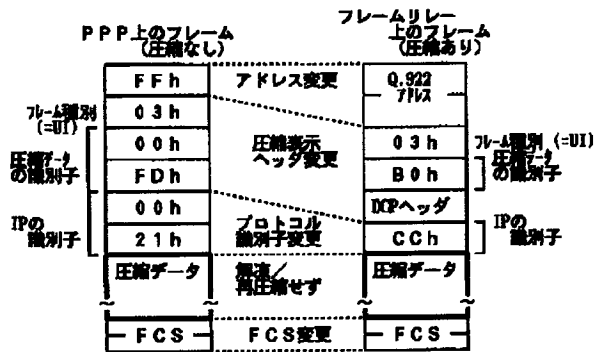 PPP上のフレーム
(圧縮なし)
フレームリレー
上のフレーム
(圧縮あり)
FFh
アドレス変更
Q.922
アドレス
フレーム種別
(=UI)
03h
圧縮データ
の識別子
00h
FDh
圧縮表示
ヘッダ変更
03h
フレーム種別 (=UI)
B0h
圧縮データ
の識別子
IPの
識別子
00h
21h
プロトコル
識別子変更
DCPヘッダ
CCh
IPの
識別子
圧縮データ
解凍/
再圧縮せず
圧縮データ
FCS
FCS変更
FCS